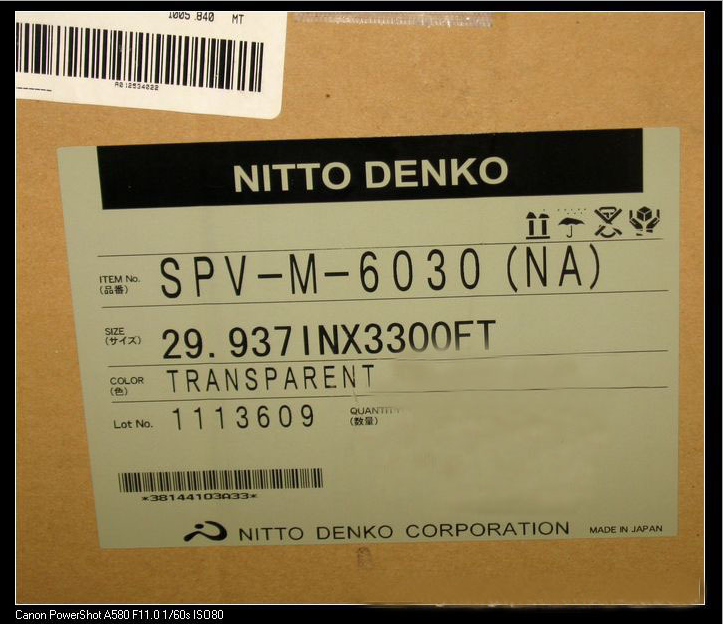 1005.840 MT
A012534022
NITTO DENKO
ITEM No. SPV-M-6030(NA)
(品番)
SIZE 29.937INX3300FT
(サイズ)
COLOR TRANSPARENT
(色)
Lot No. 1113609 QUANTITY
(数量)
*38144103A33*
NITTO DENKO CORPORATION MADE IN JAPAN
Canon PowerShot A580 F11.0 1/60s ISO80